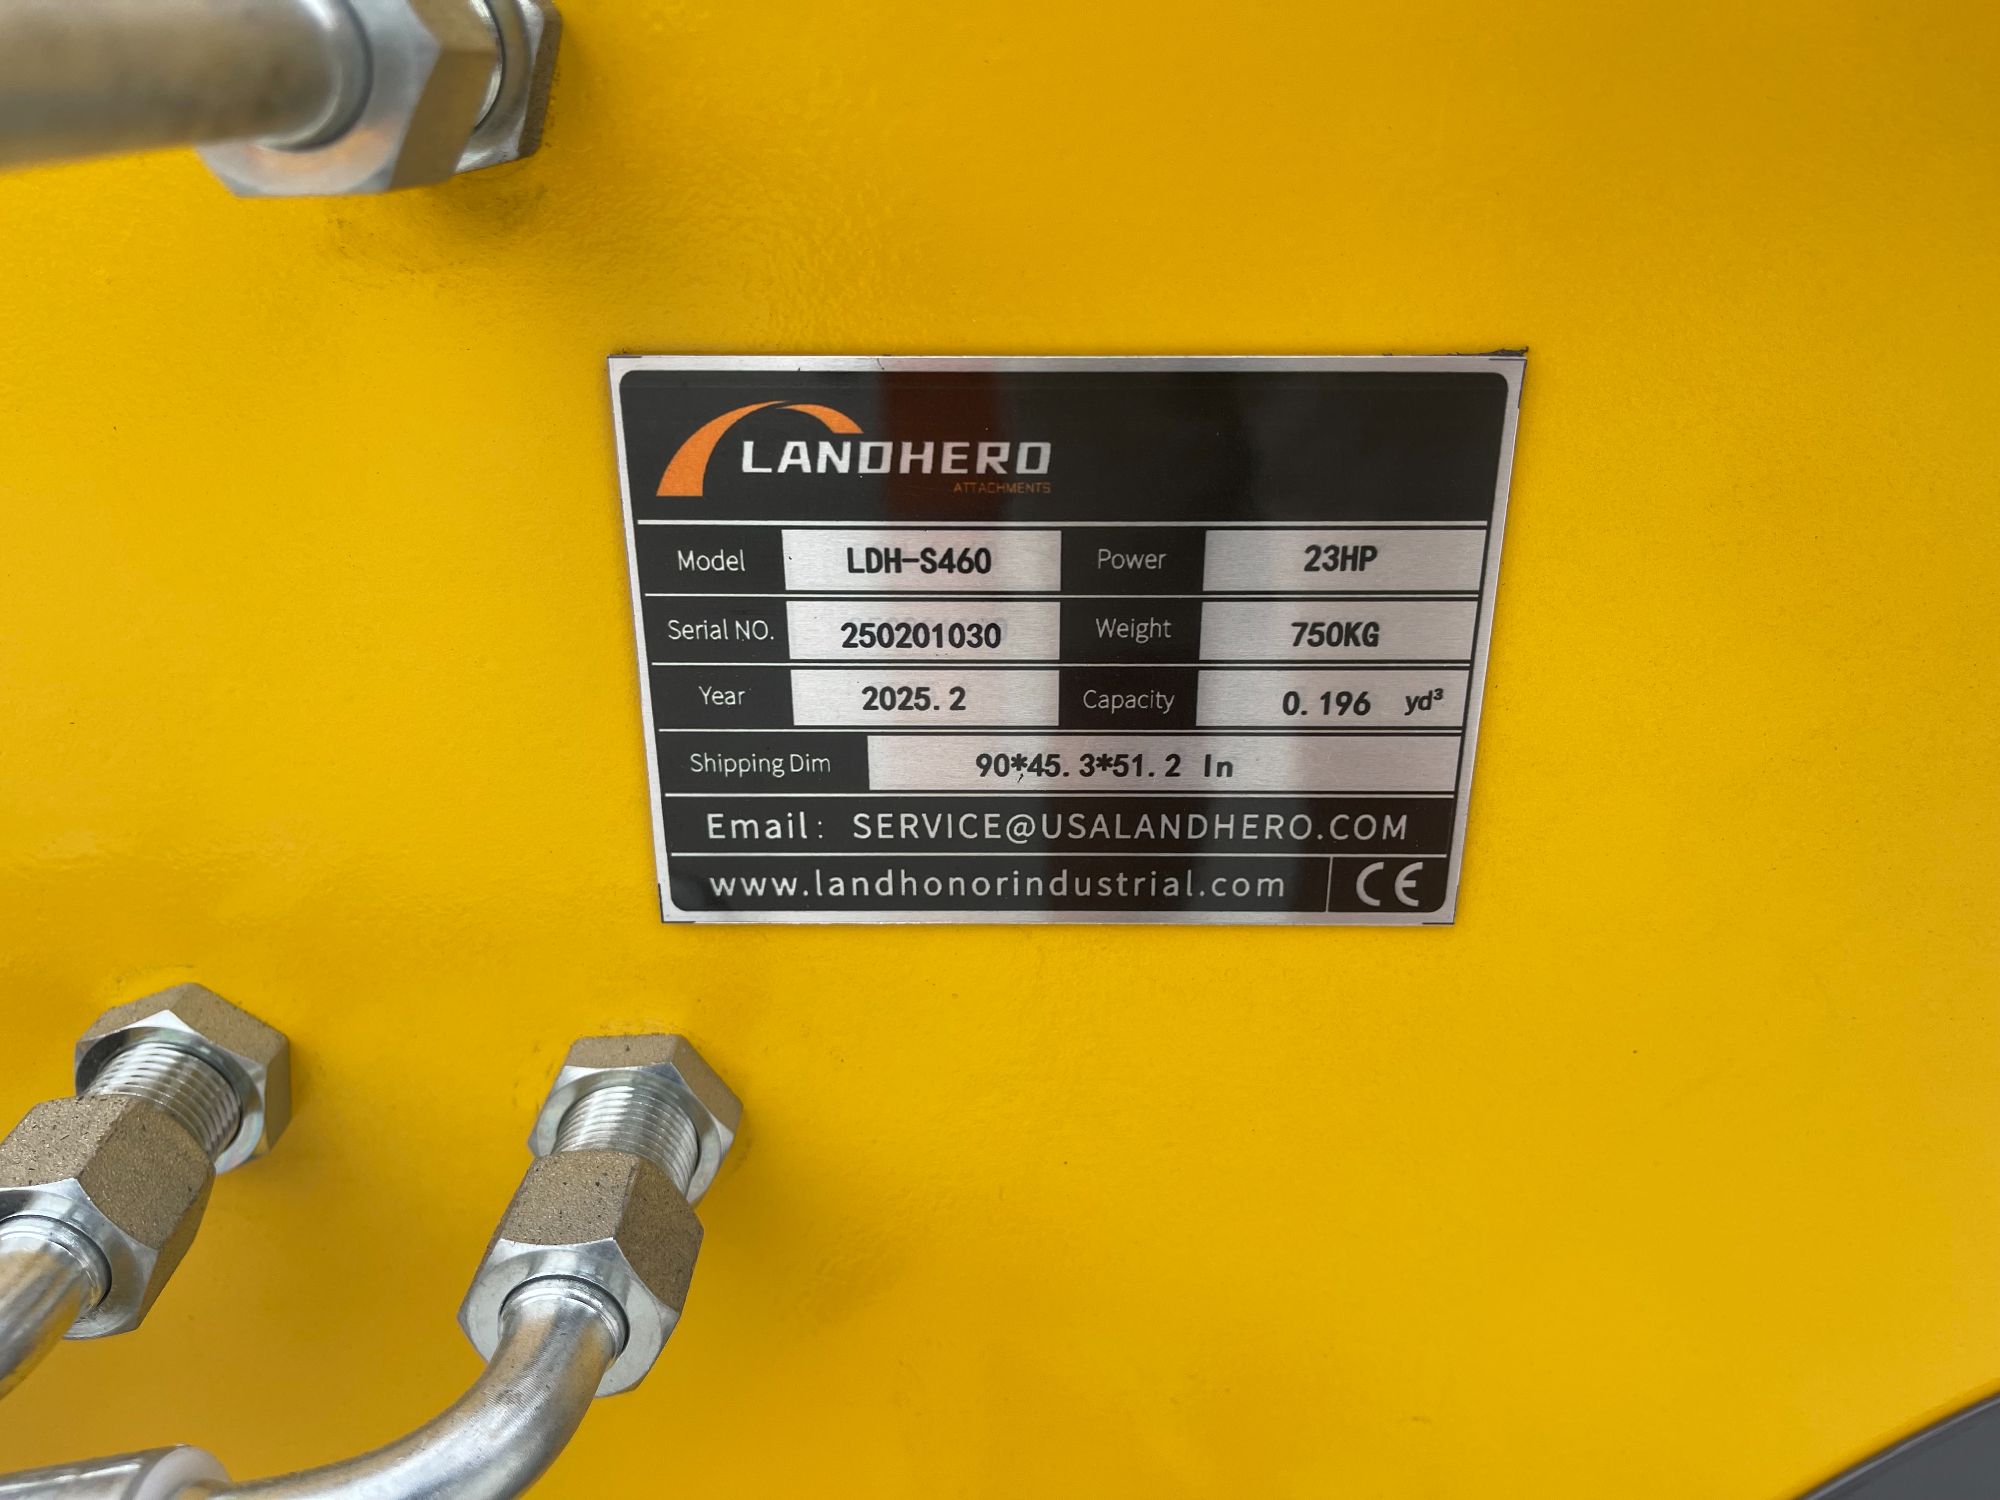 LANDHERO
ATTACHMENTS
Model LDH-S460 Power 23HP
Serial NO. 250201030 Weight 750KG
Year 2025.2 Capacity 0.196 yd³
Shipping Dim 90*45.3*51.2 In
Email: SERVICE@USALANDHERO.COM
www.landhonorindustrial.com CE